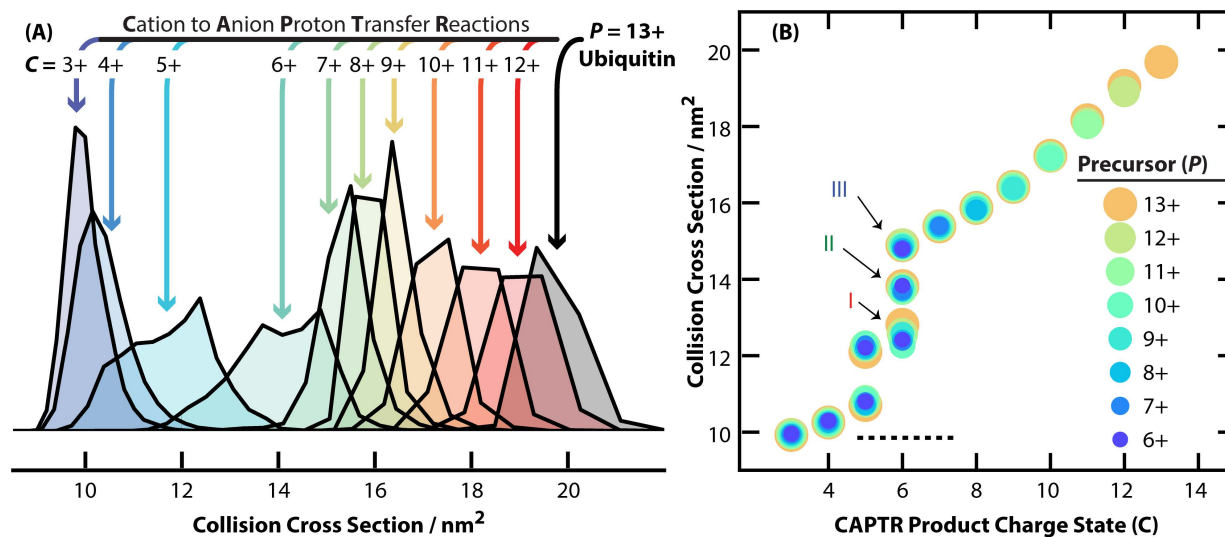 (A)
Cation to Anion Proton Transfer Reactions
P = 13+
Ubiquitin
C = 3+ 4+ 5+ 6+ 7+ 8+ 9+ 10+ 11+ 12+
10 12 14 16 18 20
Collision Cross Section / nm²
(B)
Collision Cross Section / nm²
20
18
16
14
12
10
III
II
I
Precursor (P)
13+
12+
11+
10+
9+
8+
7+
6+
4 6 8 10 12 14
CAPTR Product Charge State (C)